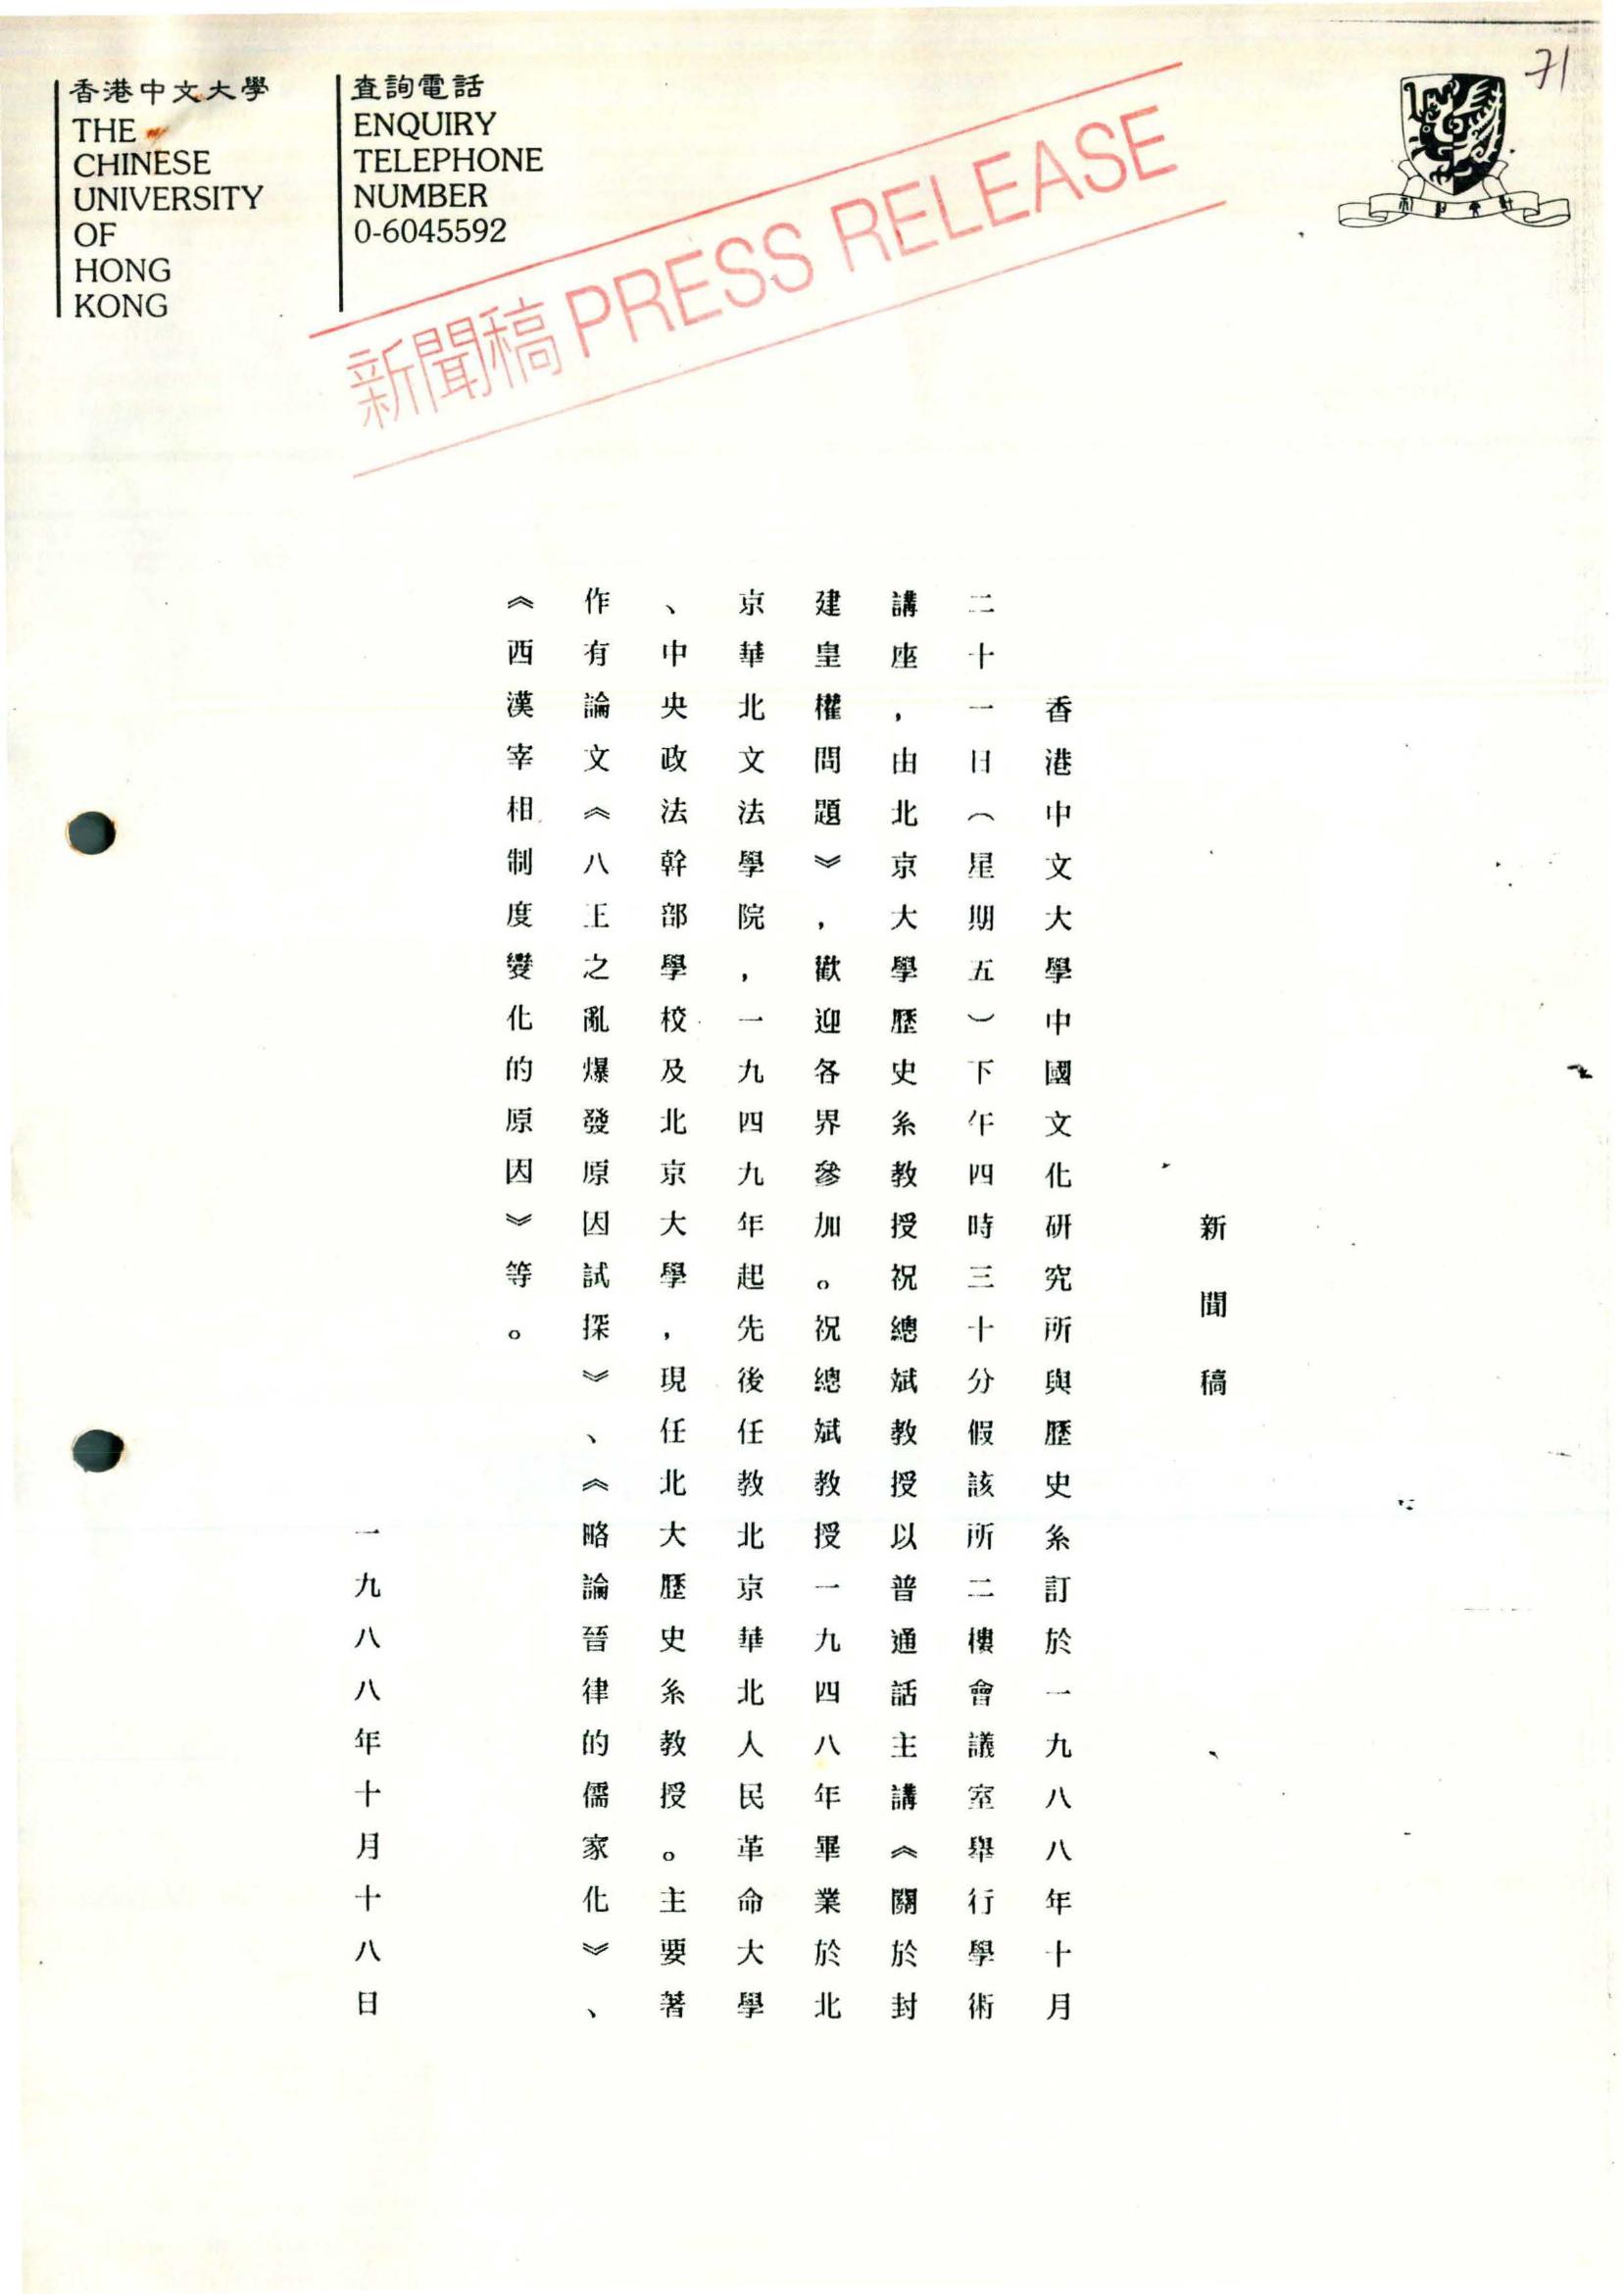 香港中文大學
THE
CHINESE
UNIVERSITY
OF
HONG
KONG
查詢電話
ENQUIRY
TELEPHONE
NUMBER
0-6045592
新聞稿 PRESS RELEASE
71
新聞稿
香港中文大學中國文化研究所與歷史系訂於一九八八年十月
二十一日（星期五）下午四時三十分假該所二樓會議室舉行學術
講座，由北京大學歷史系教授祝總斌教授以普通話主講《關於封
建皇權問題》，歡迎各界參加。祝總斌教授一九四八年畢業於北
京華北文法學院，一九四九年起先後任教北京華北人民革命大學
、中央政法幹部學校及北京大學，現任北大歷史系教授。主要著
作有論文《八王之亂爆發原因試探》、《略論晉律的儒家化》、
《西漢宰相制度變化的原因》等。
一九八八年十月十八日